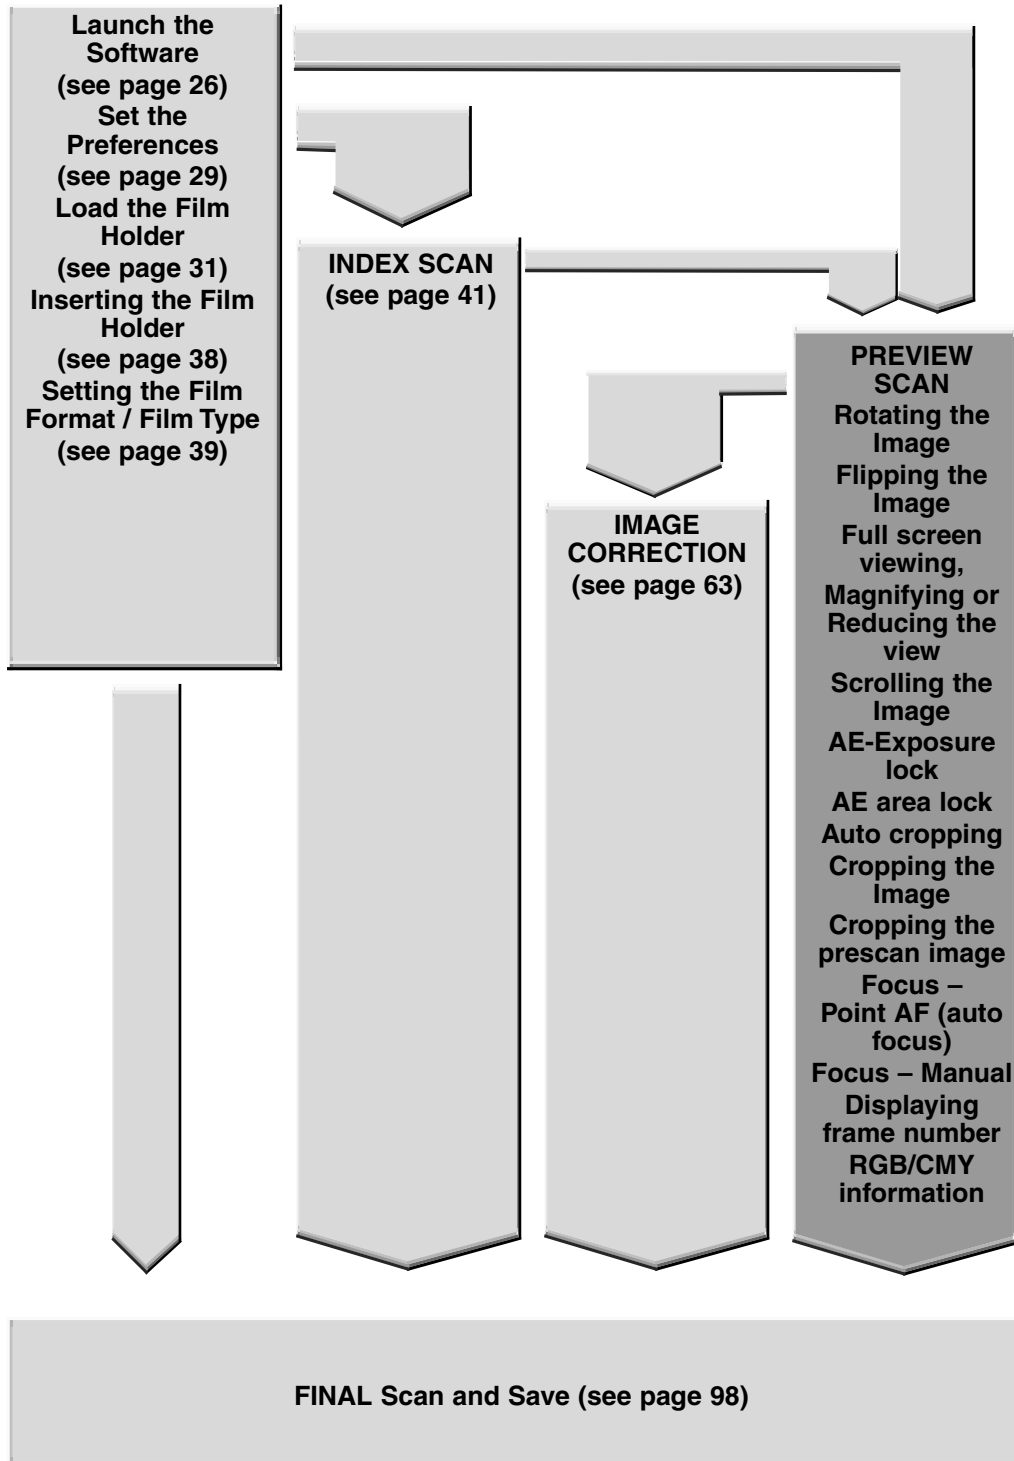 Launch the
Software
(see page 26)
Set the
Preferences
(see page 29)
Load the Film
Holder
(see page 31)
Inserting the Film
Holder
(see page 38)
Setting the Film
Format / Film Type
(see page 39)
INDEX SCAN
(see page 41)
IMAGE
CORRECTION
(see page 63)
PREVIEW
SCAN
Rotating the
Image
Flipping the
Image
Full screen
viewing,
Magnifying or
Reducing the
view
Scrolling the
Image
AE-Exposure
lock
AE area lock
Auto cropping
Cropping the
Image
Cropping the
prescan image
Focus –
Point AF (auto
focus)
Focus – Manual
Displaying
frame number
RGB/CMY
information
FINAL Scan and Save (see page 98)